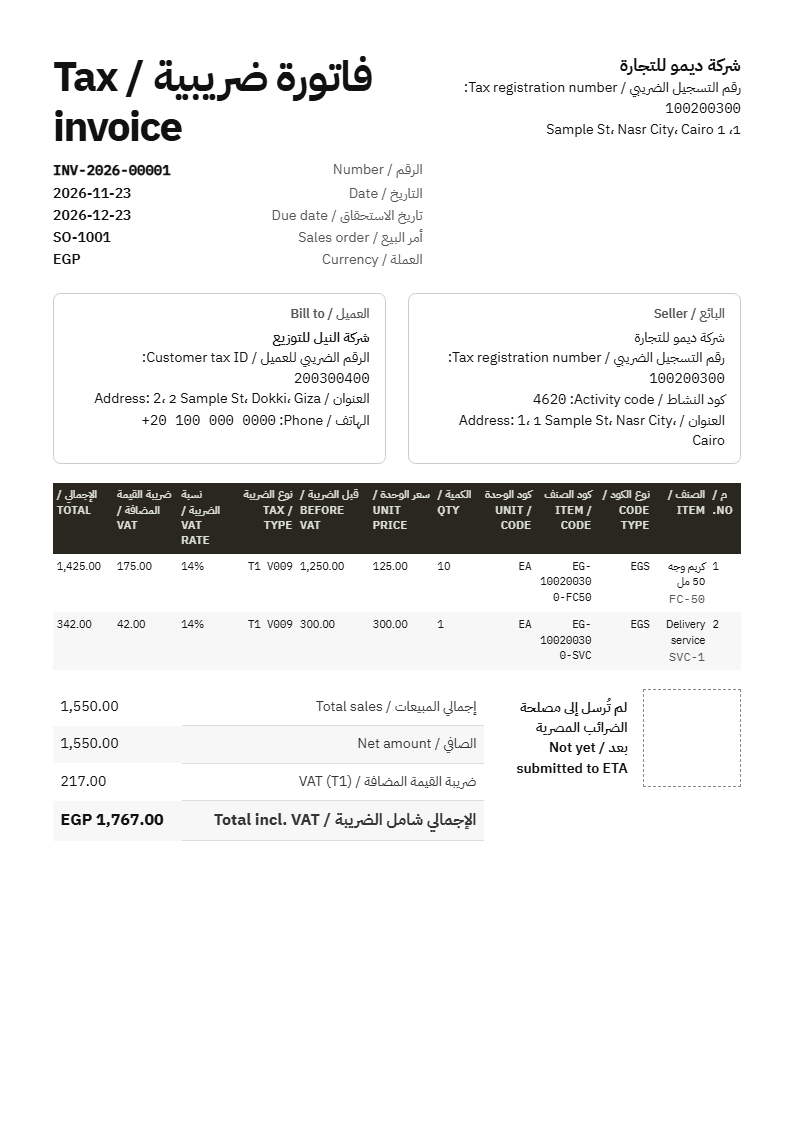 شركة ديمو للتجارة
رقم التسجيل الضريبي / Tax registration number:
100200300
1، 1 Sample St، Nasr City، Cairo
فاتورة ضريبية / Tax
invoice
الرقم / Number INV-2026-00001
التاريخ / Date 2026-11-23
تاريخ الاستحقاق / Due date 2026-12-23
أمر البيع / Sales order SO-1001
العملة / Currency EGP
البائع / Seller
شركة ديمو للتجارة
رقم التسجيل الضريبي / Tax registration number:
100200300
كود النشاط / Activity code: 4620
العنوان / Address: 1، 1 Sample St، Nasr City،
Cairo
العميل / Bill to
شركة النيل للتوزيع
الرقم الضريبي للعميل / Customer tax ID:
200300400
العنوان / Address: 2، 2 Sample St، Dokki، Giza
الهاتف / Phone: +20 100 000 0000
م / الصنف / نوع الكود / كود الصنف كود الوحدة الكمية / سعر الوحدة / قبل الضريبة / نوع الضريبة نسبة ضريبة القيمة الإجمالي /
NO. ITEM CODE / ITEM / UNIT QTY UNIT BEFORE / TAX الضريبة / المضافة / TOTAL
TYPE CODE CODE PRICE VAT TYPE VAT VAT
RATE
1 كريم وجه EGS EG- EA 10 125.00 1,250.00 T1 V009 14% 175.00 1,425.00
50 مل 10020030
FC-50 0-FC50
2 Delivery EGS EG- EA 1 300.00 300.00 T1 V009 14% 42.00 342.00
service 10020030
SVC-1 0-SVC
لم تُرسل إلى مصلحة
الضرائب المصرية
بعد / Not yet
submitted to ETA
إجمالي المبيعات / Total sales 1,550.00
الصافي / Net amount 1,550.00
ضريبة القيمة المضافة / VAT (T1) 217.00
الإجمالي شامل الضريبة / Total incl. VAT EGP 1,767.00